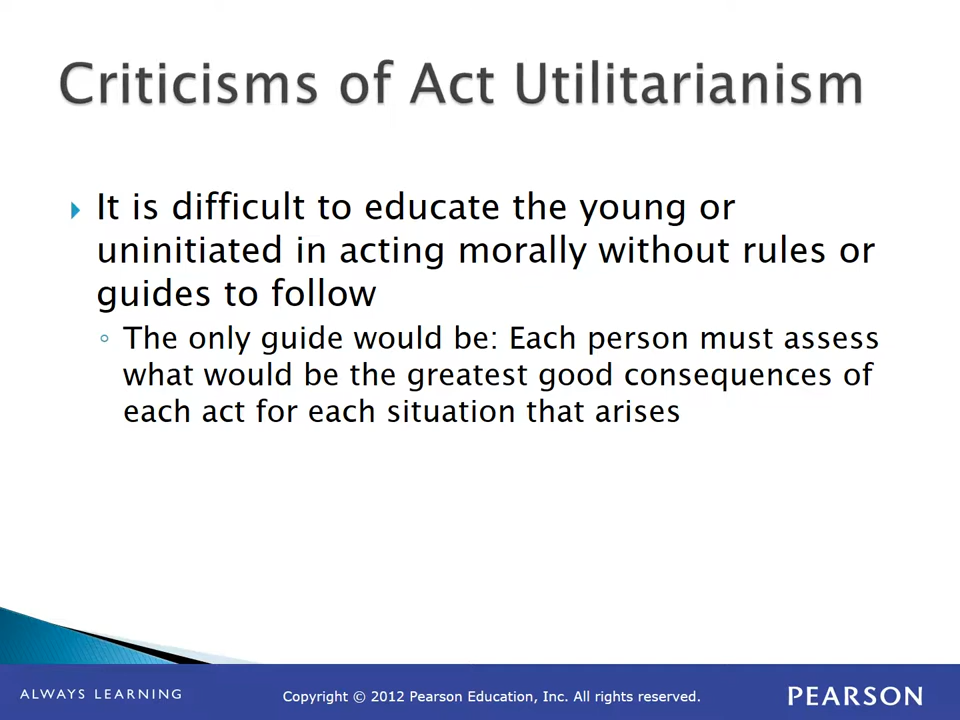 Criticisms of Act Utilitarianism
It is difficult to educate the young or
uninitiated in acting morally without rules or
guides to follow
The only guide would be: Each person must assess
what would be the greatest good consequences of
each act for each situation that arises
ALWAYS LEARNING
Copyright © 2012 Pearson Education, Inc. All rights reserved.
PEARSON